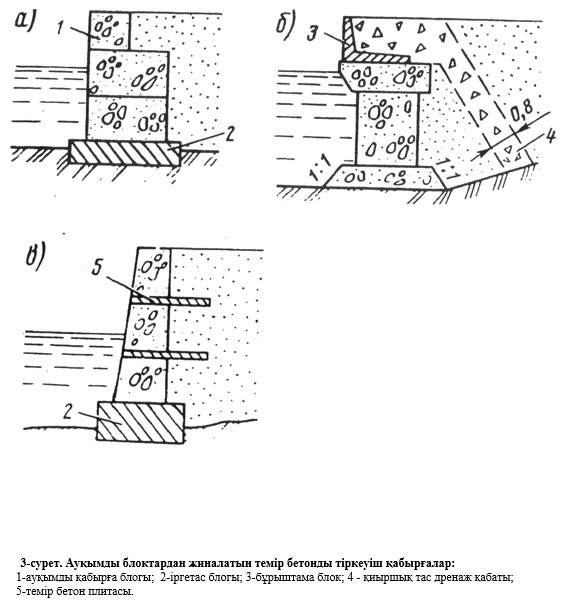 а)
1
2
б)
3
0,8
4
1:1
1:1
в)
5
2
3-сурет. Ауқымды блоктардан жиналатын темір бетонды тіркеуіш қабырғалар:
1-ауқымды қабырға блогы; 2-іргетас блогы; 3-бұрыштама блок; 4 - қиыршық тас дренаж қабаты;
5-темір бетон плитасы.